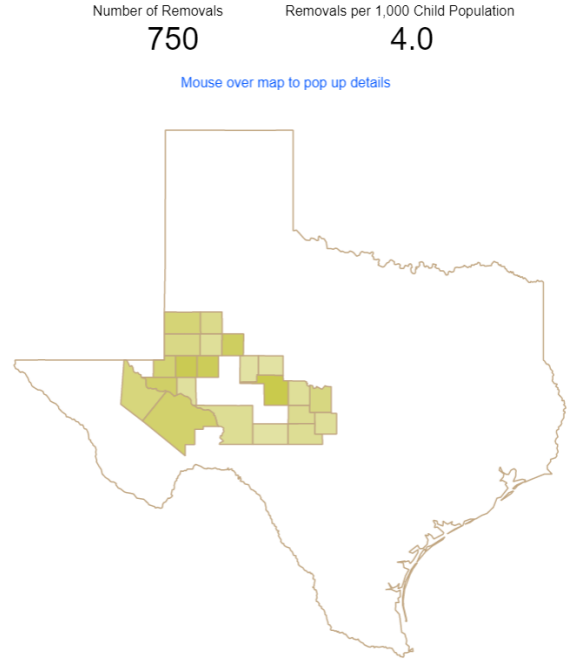 Number of Removals
Removals per 1,000 Child Population
750
4.0
Mouse over map to pop up details